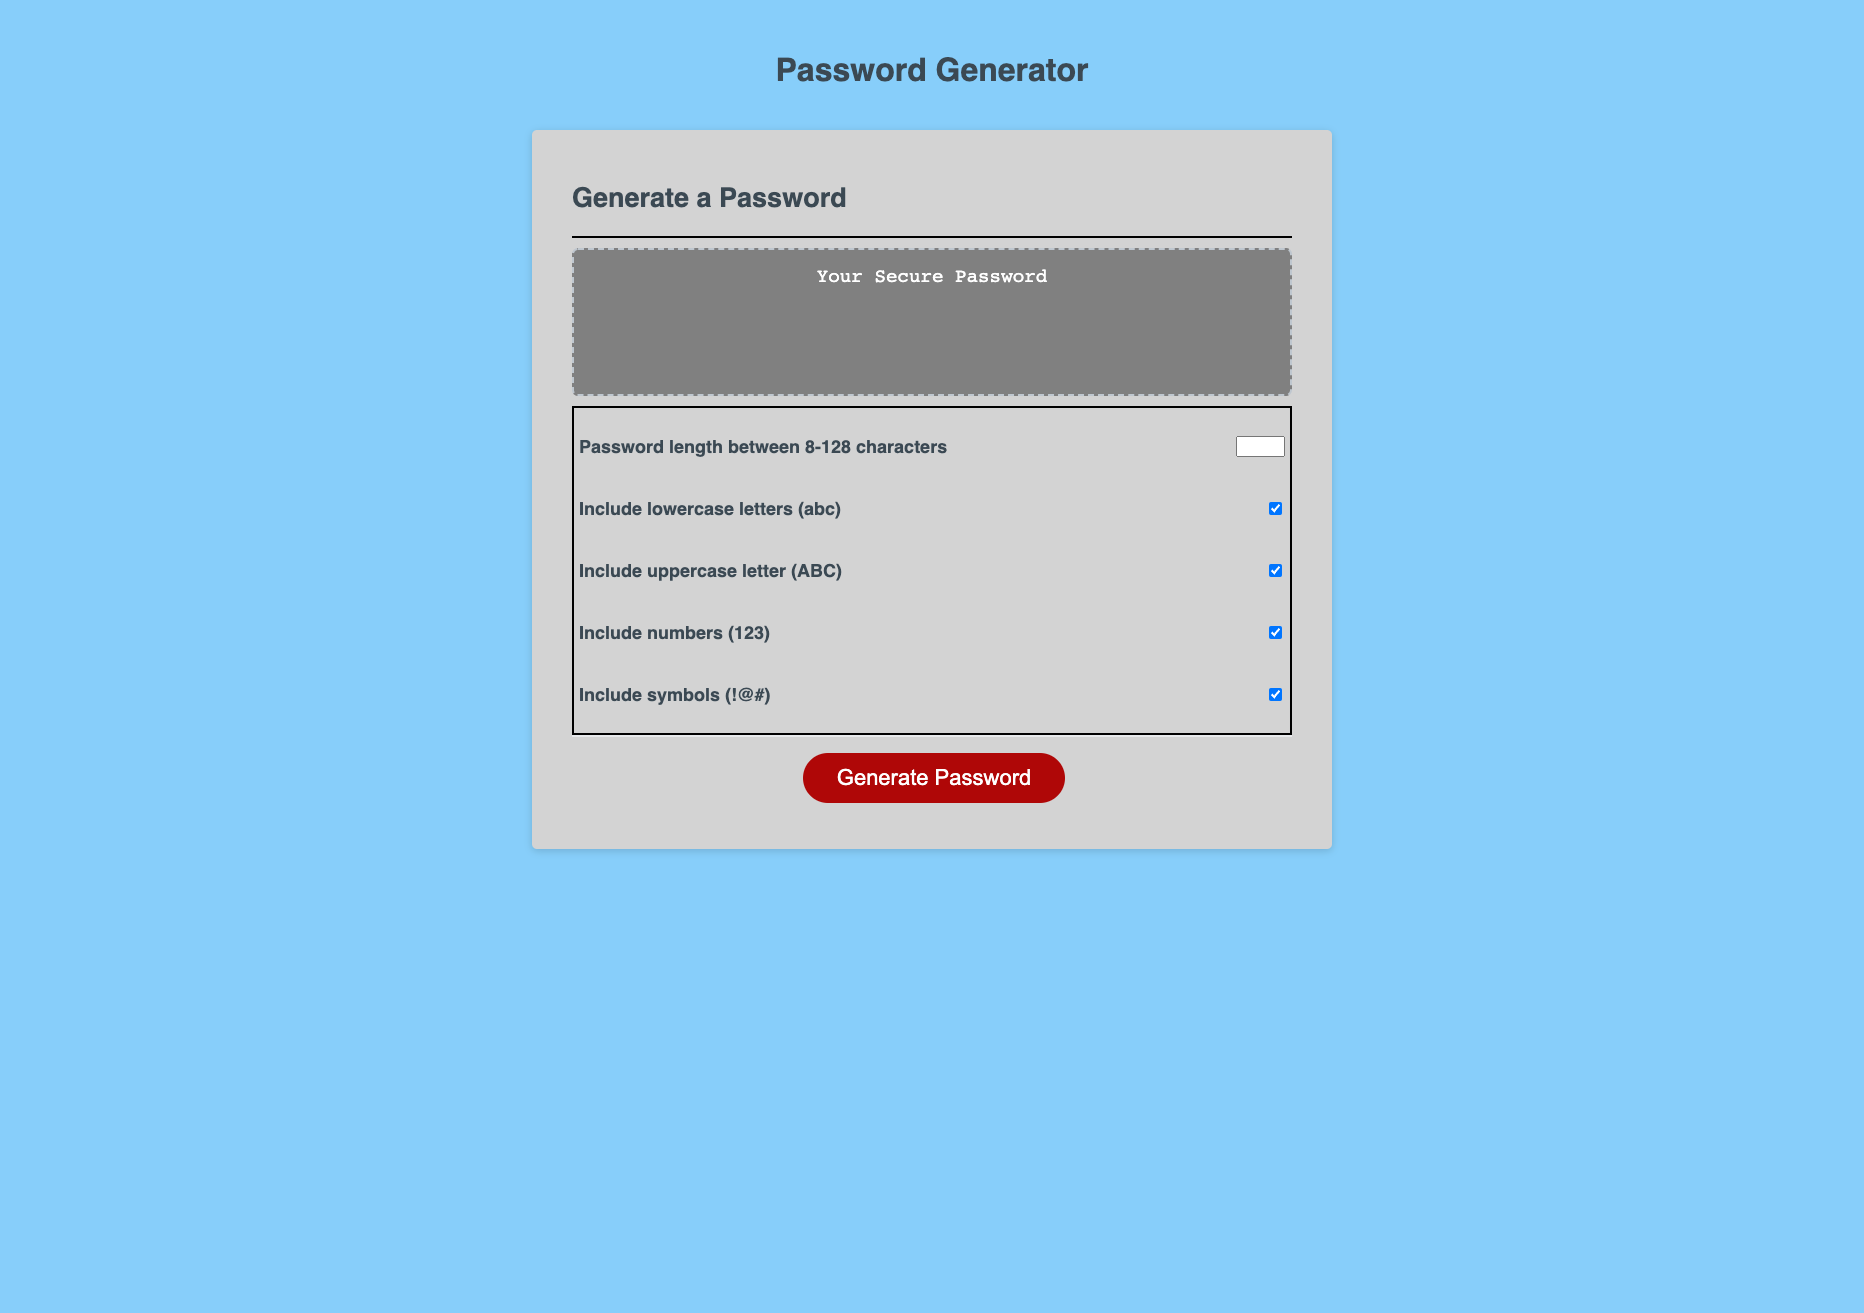 Password Generator
Generate a Password
Your Secure Password
Password length between 8-128 characters
Include lowercase letters (abc)
Include uppercase letter (ABC)
Include numbers (123)
Include symbols (!@#)
Generate Password